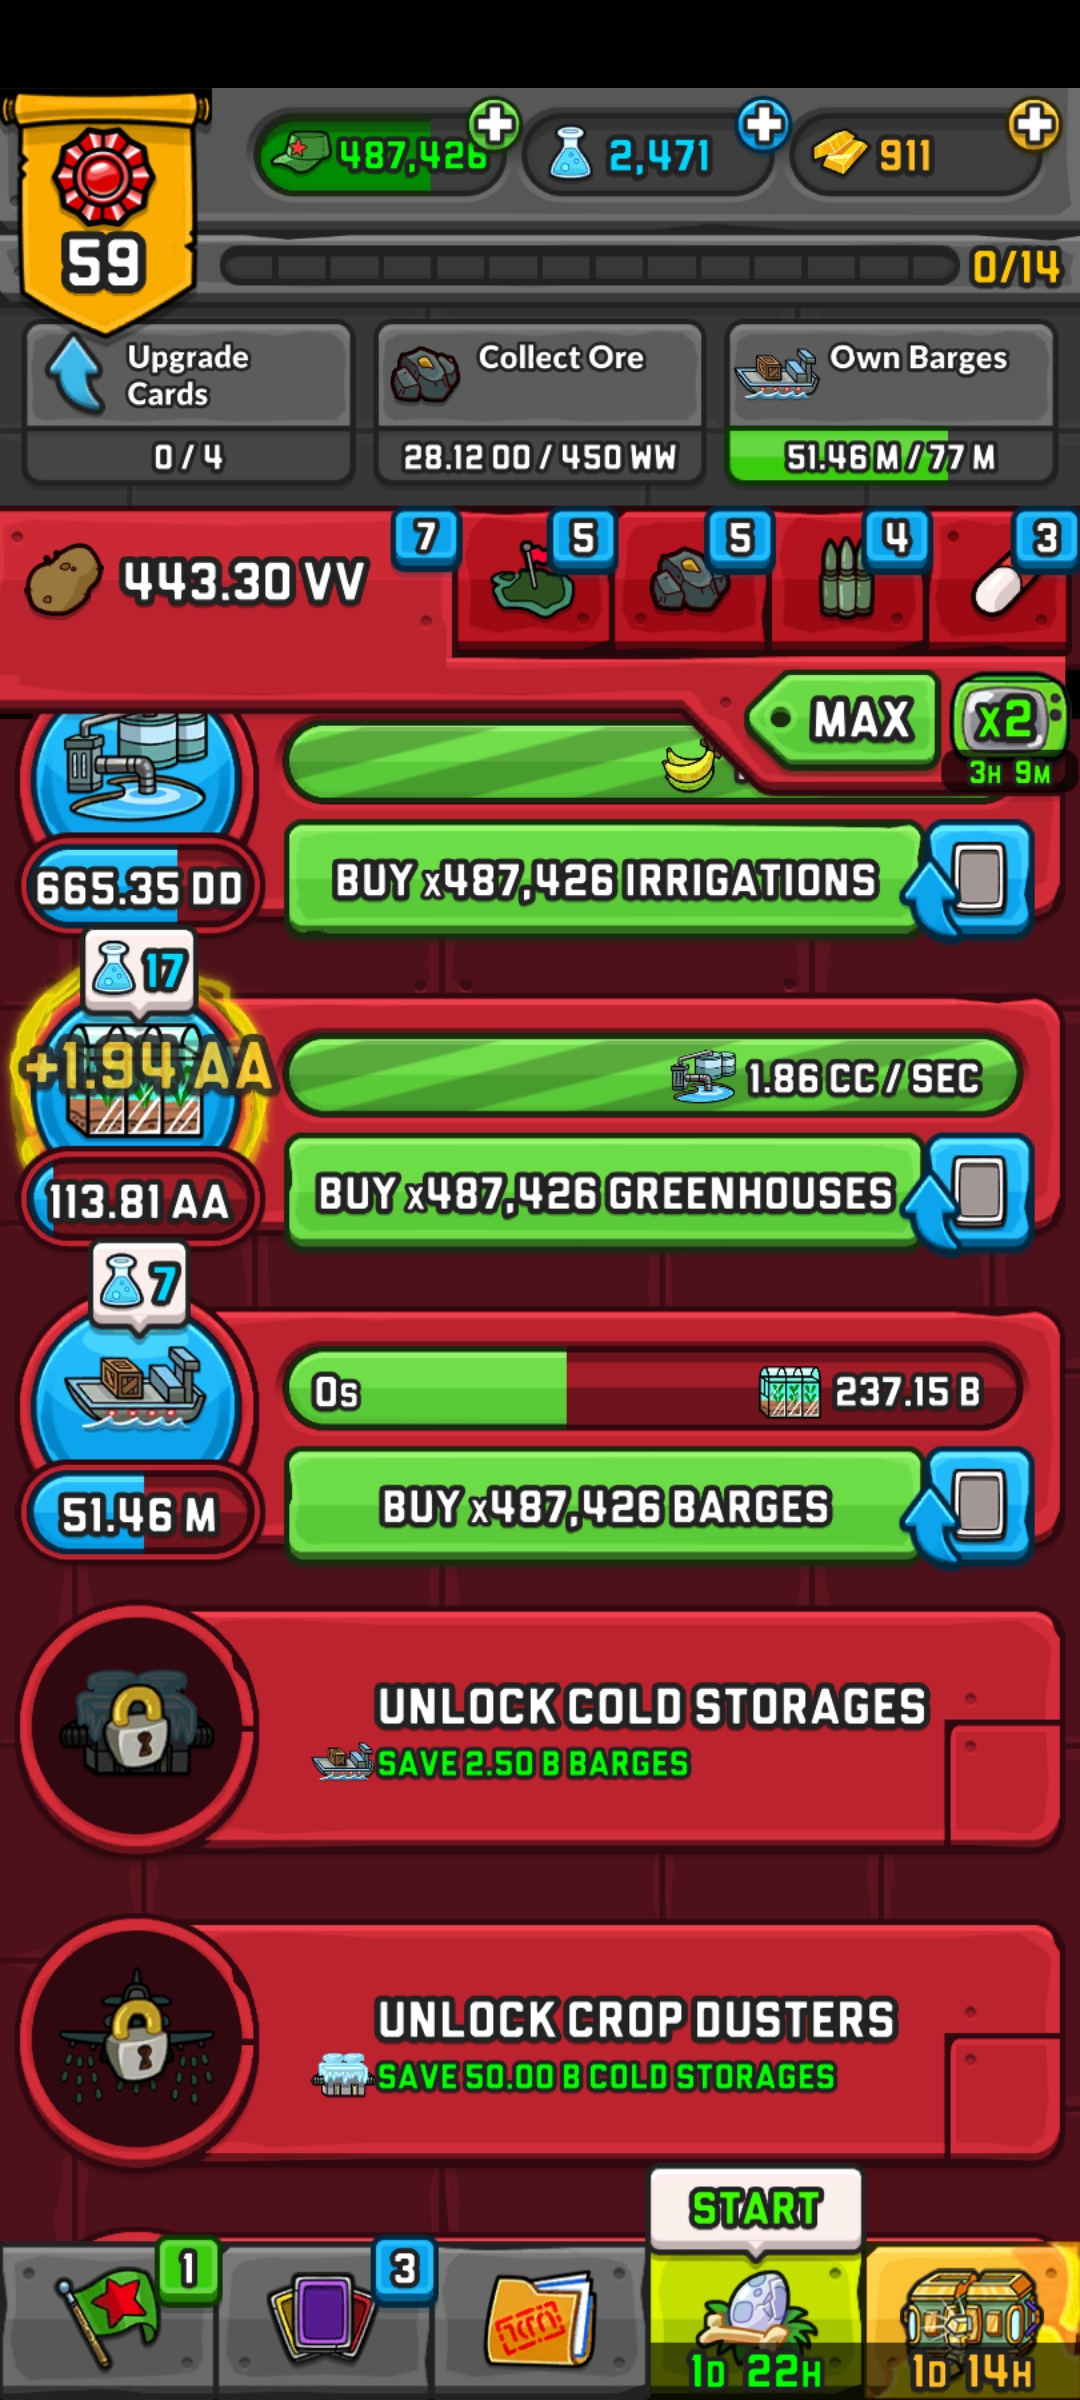 59
487,426
2,471
911
0/14
Upgrade
Cards
0 / 4
Collect Ore
28.12 OO / 450 WW
Own Barges
51.46 M / 77 M
443.30 VV
7
5
5
4
3
MAX
x2
3H 9M
665.35 DD
BUY x487,426 IRRIGATIONS
17
+1.94 AA
1.86 CC / SEC
113.81 AA
BUY x487,426 GREENHOUSES
7
0s
237.15 B
51.46 M
BUY x487,426 BARGES
UNLOCK COLD STORAGES
SAVE 2.50 B BARGES
UNLOCK CROP DUSTERS
SAVE 50.00 B COLD STORAGES
START
1
3
1D 22H
1D 14H